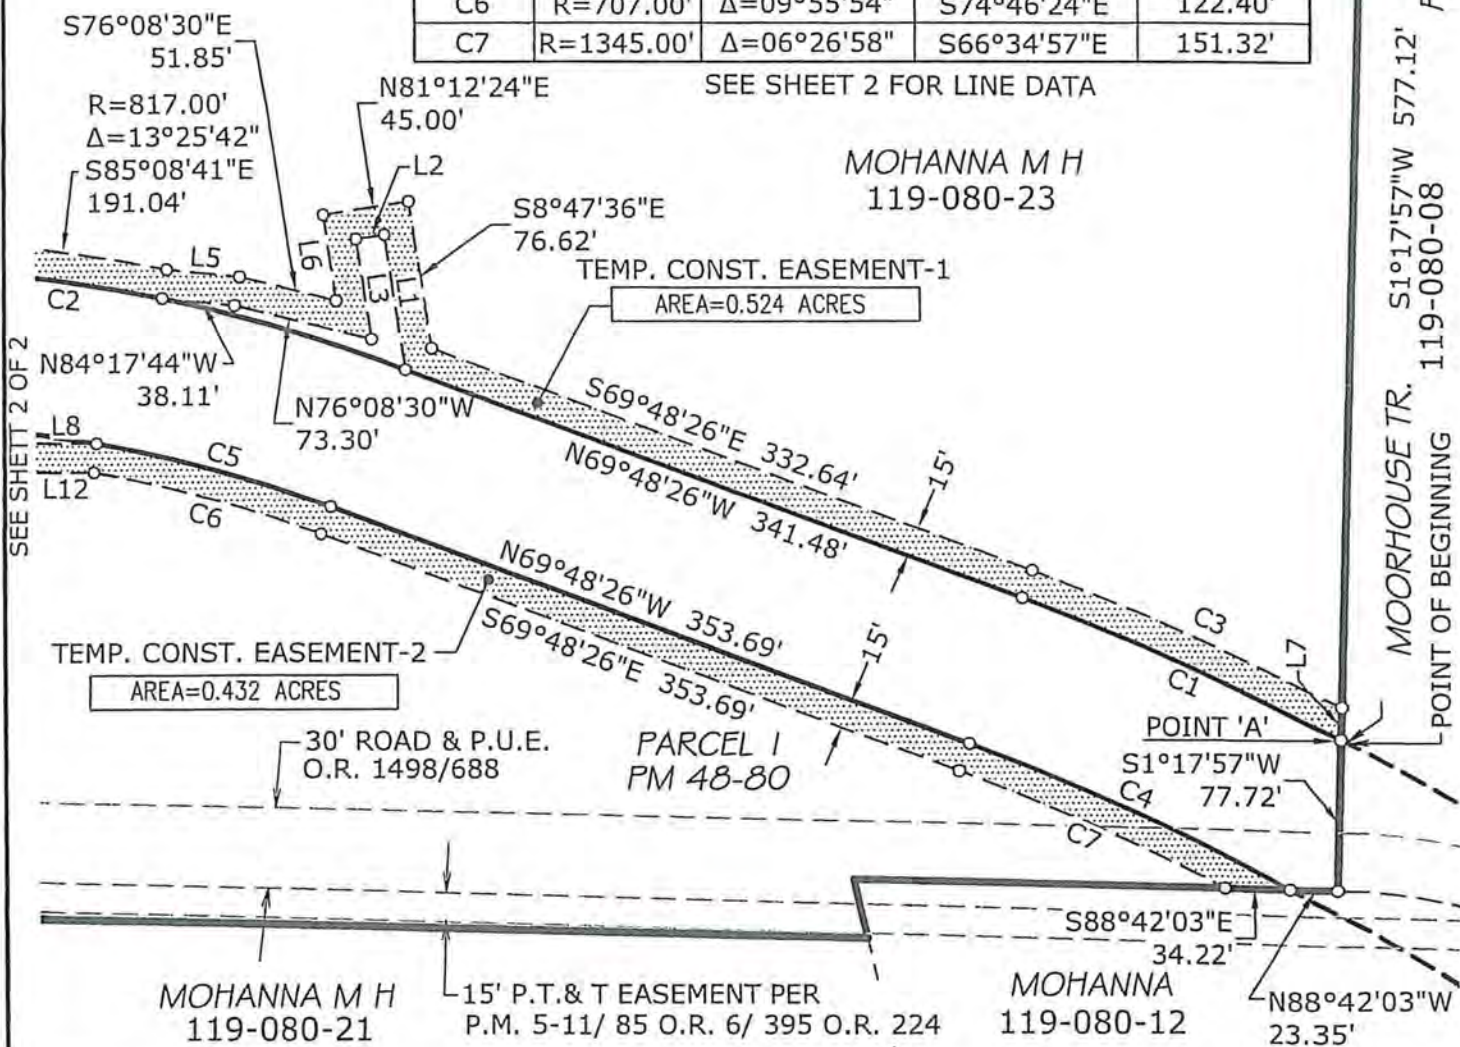 C6 R=707.00' Δ=09°55'54" S74°46'24"E 122.40'
C7 R=1345.00' Δ=06°26'58" S66°34'57"E 151.32'
SEE SHEET 2 FOR LINE DATA
S76°08'30"E
51.85'
R=817.00'
Δ=13°25'42"
S85°08'41"E
191.04'
N81°12'24"E
45.00'
L2
S8°47'36"E
76.62'
MOHANNA M H
119-080-23
S1°17'57"W 577.12'
119-080-08
MOORHOUSE TR.
POINT OF BEGINNING
TEMP. CONST. EASEMENT-1
AREA=0.524 ACRES
L5
L6
L3
L1
C2
N84°17'44"W
38.11'
N76°08'30"W
73.30'
SEE SHETT 2 OF 2
L8
C5
L12
C6
S69°48'26"E 332.64'
N69°48'26"W 341.48'
15'
C3
L7
C1
POINT 'A'
S1°17'57"W
77.72'
N69°48'26"W 353.69'
S69°48'26"E 353.69'
15'
TEMP. CONST. EASEMENT-2
AREA=0.432 ACRES
30' ROAD & P.U.E.
O.R. 1498/688
PARCEL 1
PM 48-80
C4
C7
S88°42'03"E
34.22'
MOHANNA M H
119-080-21
15' P.T.& T EASEMENT PER
P.M. 5-11/ 85 O.R. 6/ 395 O.R. 224
MOHANNA
119-080-12
N88°42'03"W
23.35'